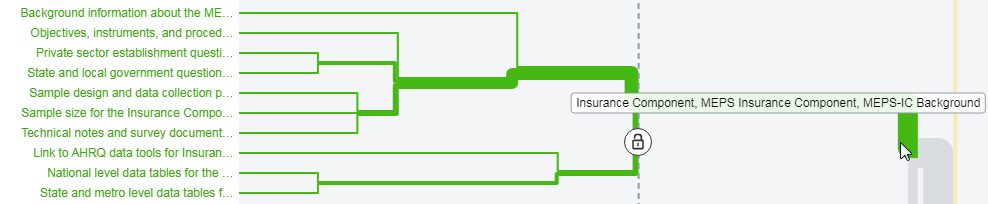 Background information about the ME...
Objectives, instruments, and proced...
Private sector establishment questi...
State and local government question...
Sample design and data collection p...
Insurance Component, MEPS Insurance Component, MEPS-IC Background
Sample size for the Insurance Compo...
Technical notes and survey document...
Link to AHRQ data tools for Insuran...
National level data tables for the ...
State and metro level data tables f...